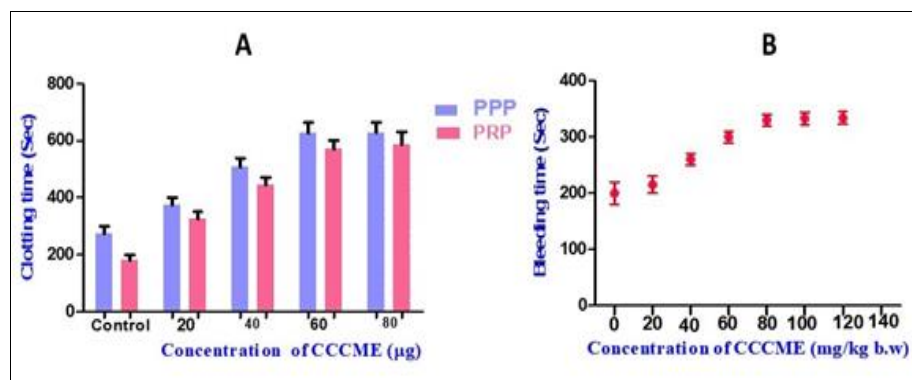 A
Clotting time (Sec)
800
600
400
200
0
Control 20 40 60 80
Concentration of CCCME (µg)
PPP
PRP
B
Bleeding time (Sec)
400
300
200
100
0
0 20 40 60 80 100 120 140
Concentration of CCCME (mg/kg b.w)